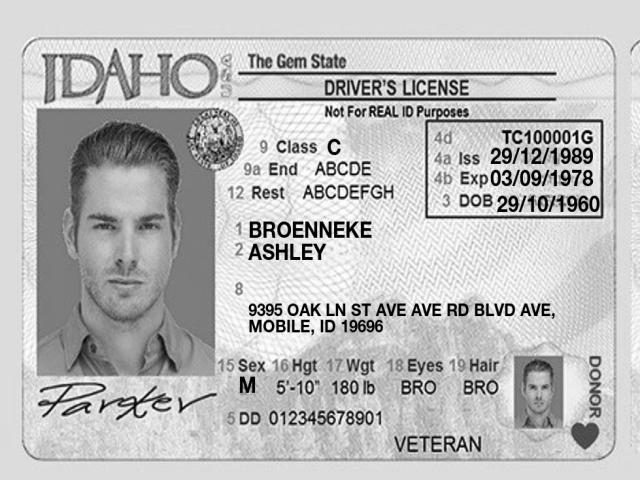 IDAHO USA
The Gem State
DRIVER'S LICENSE
Not For REAL ID Purposes
9 Class C
9a End ABCDE
12 Rest ABCDEFGH
4d TC100001G
4a Iss 29/12/1989
4b Exp 03/09/1978
3 DOB 29/10/1960
1 BROENNEKE
2 ASHLEY
8
9395 OAK LN ST AVE AVE RD BLVD AVE,
MOBILE, ID 19696
15 Sex 16 Hgt 17 Wgt 18 Eyes 19 Hair
M 5'-10" 180 lb BRO BRO
5 DD 012345678901
VETERAN
DONOR
Parker